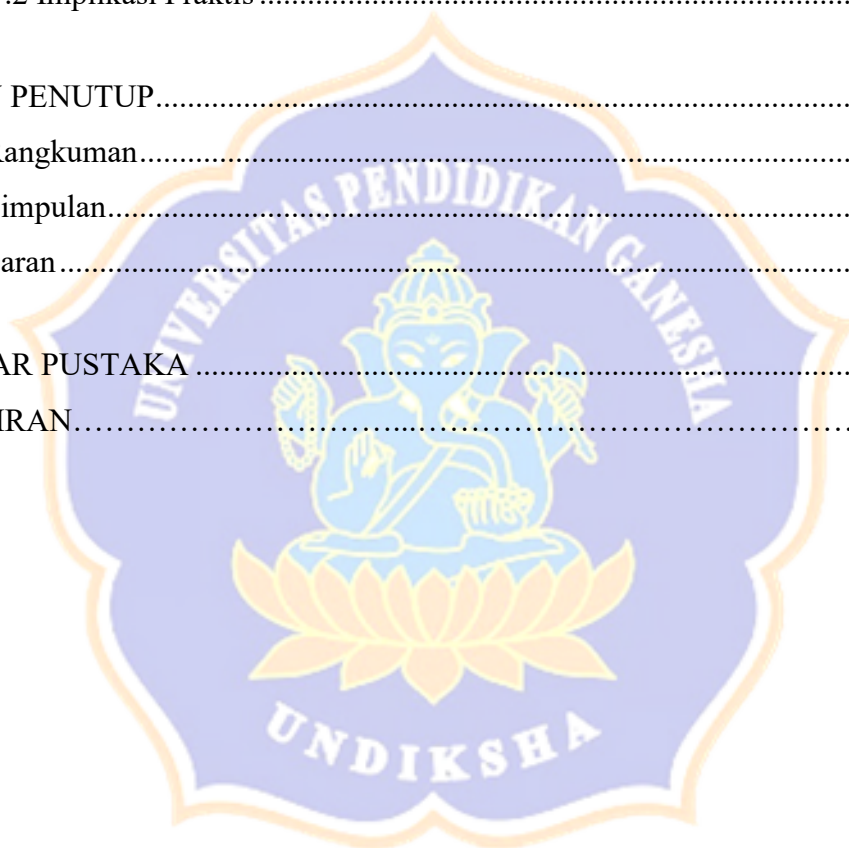 .2 Implikasi Praktis ..............................................................................
PENUTUP......................................................................................
angkuman.........................................................................................
impulan............................................................................................
aran ..................................................................................................
AR PUSTAKA ..................................................................................
IRAN……………………………...…………………………………
UNIVERSITAS PENDIDIKAN GANESHA
UNDIKSHA